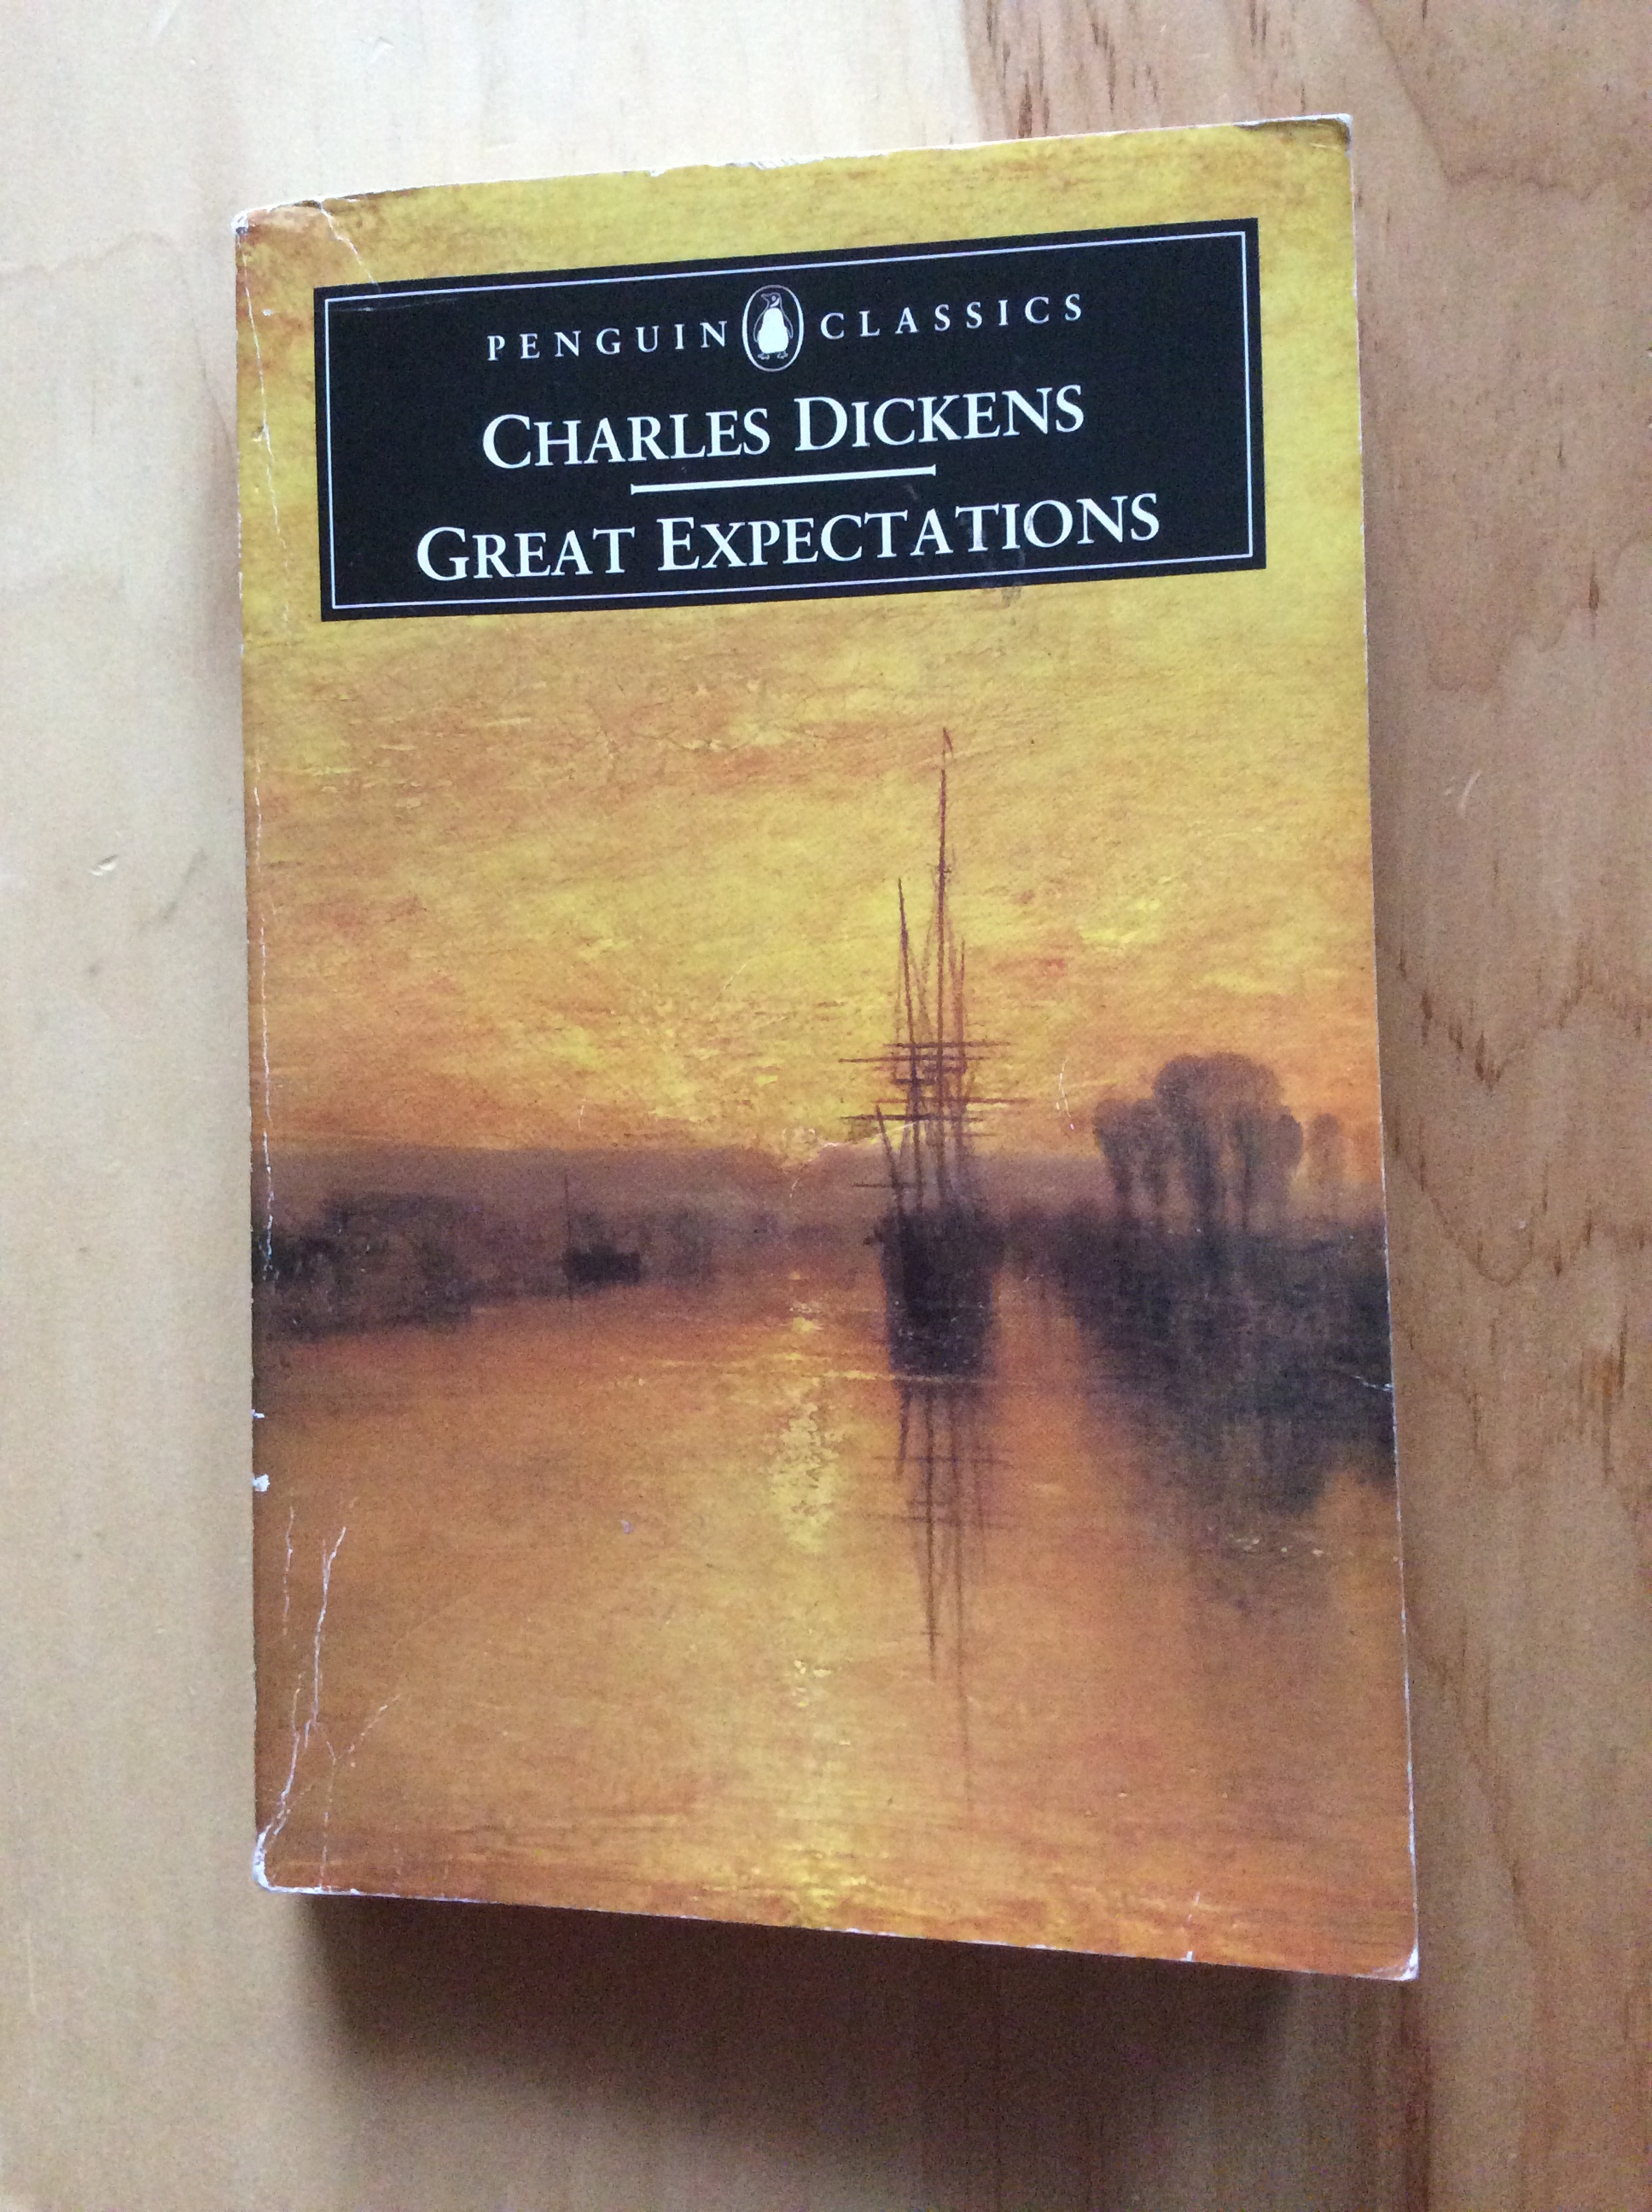 PENGUIN CLASSICS
CHARLES DICKENS
GREAT EXPECTATIONS